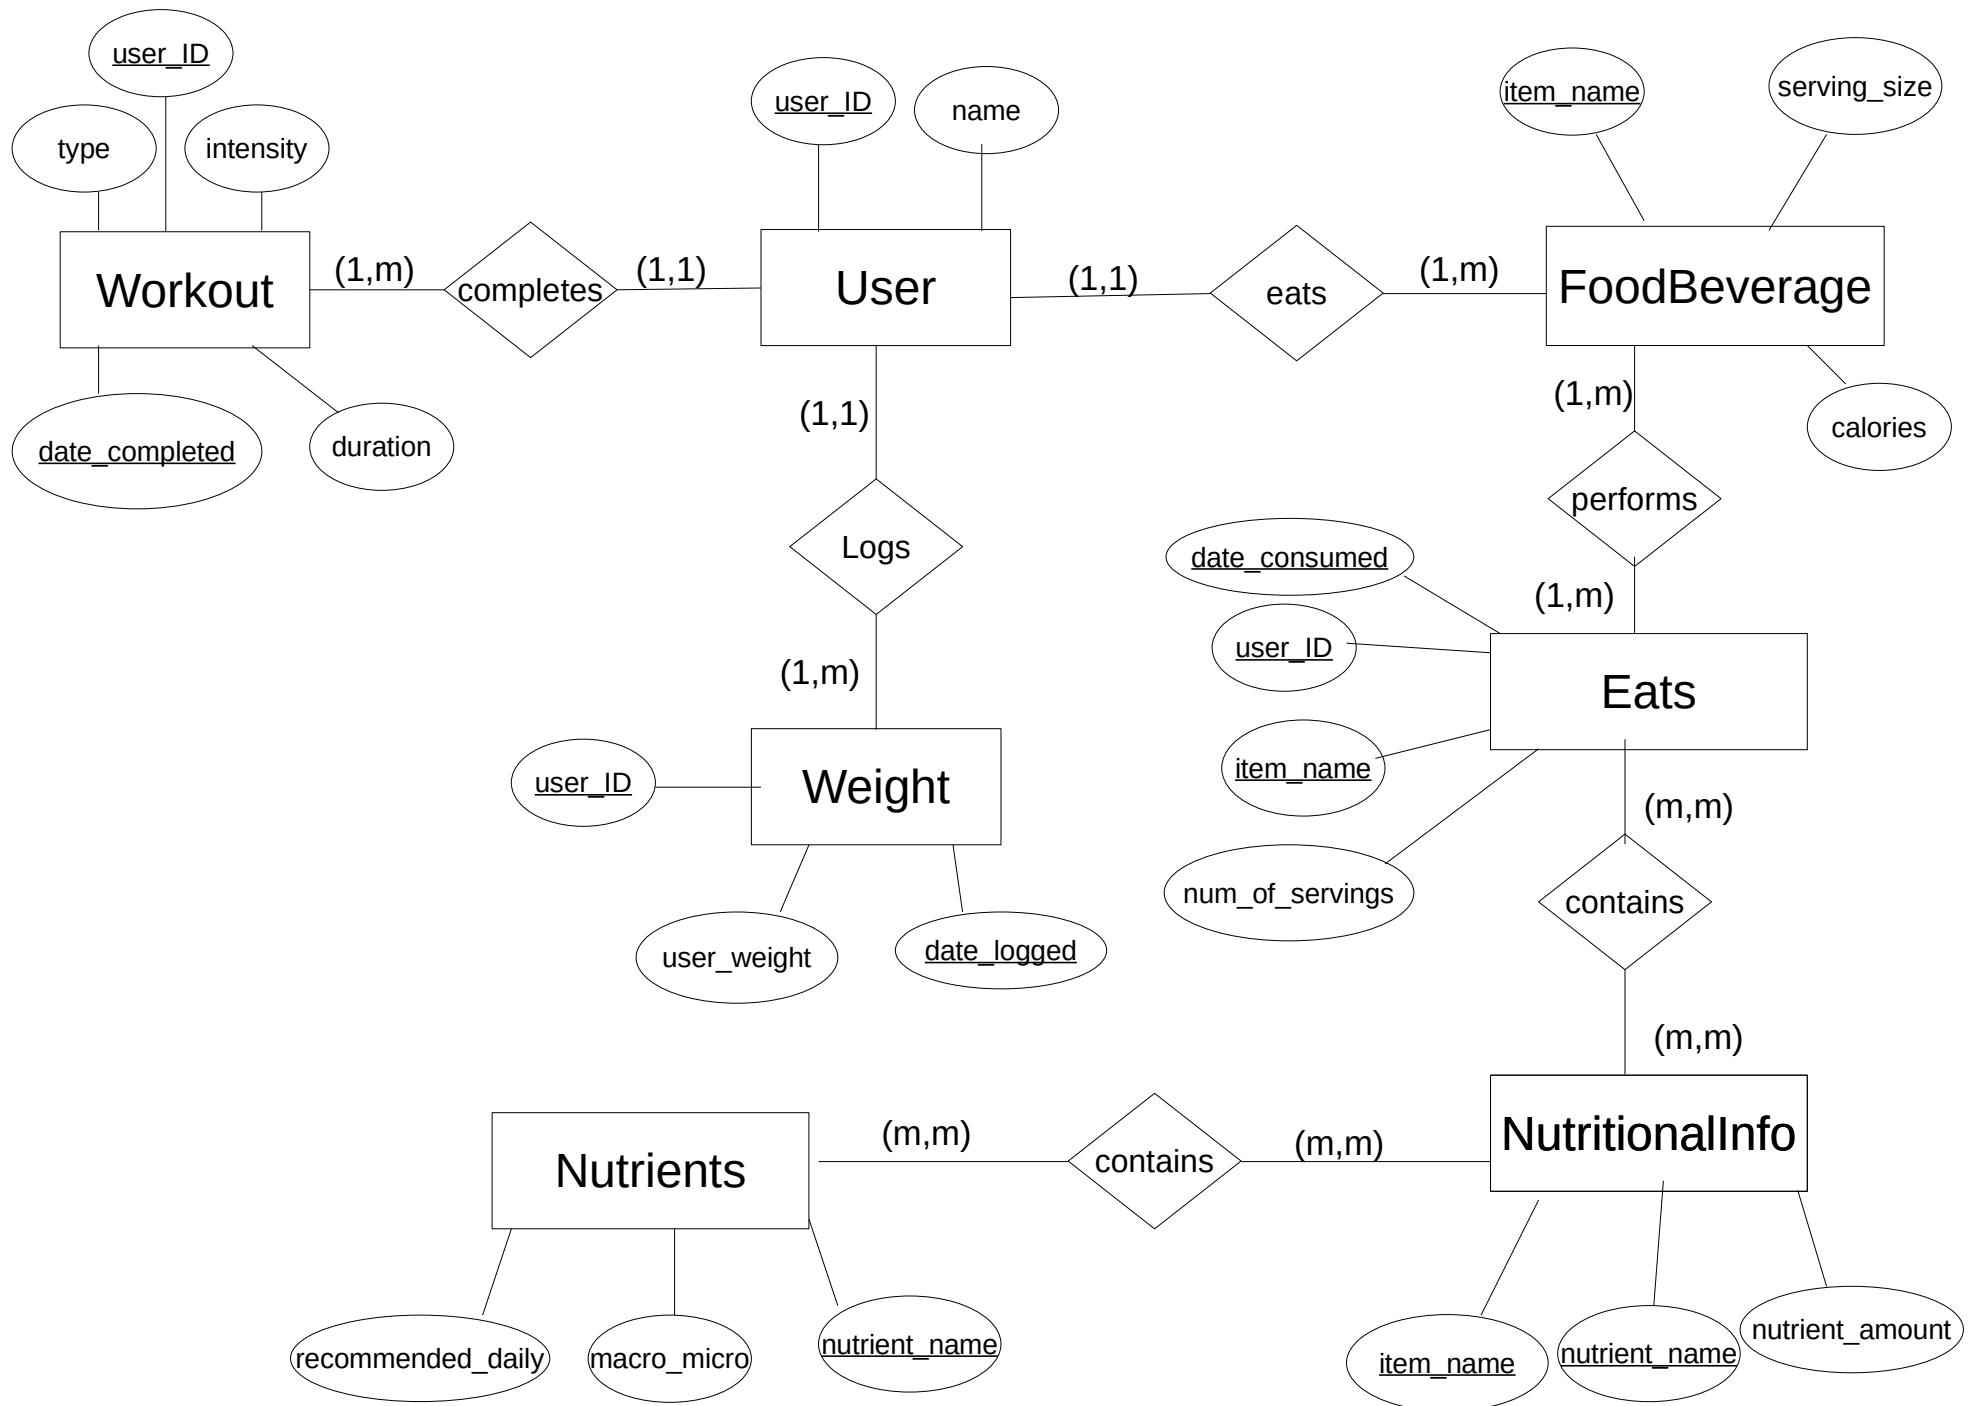 user_ID
type
intensity
user_ID
name
item_name
serving_size
Workout
(1,m)
completes
(1,1)
User
(1,1)
eats
(1,m)
FoodBeverage
date_completed
duration
(1,1)
(1,m)
calories
Logs
performs
date_consumed
(1,m)
user_ID
Eats
(1,m)
user_ID
Weight
item_name
(m,m)
user_weight
date_logged
num_of_servings
contains
(m,m)
Nutrients
(m,m)
contains
(m,m)
NutritionalInfo
recommended_daily
macro_micro
nutrient_name
item_name
nutrient_name
nutrient_amount